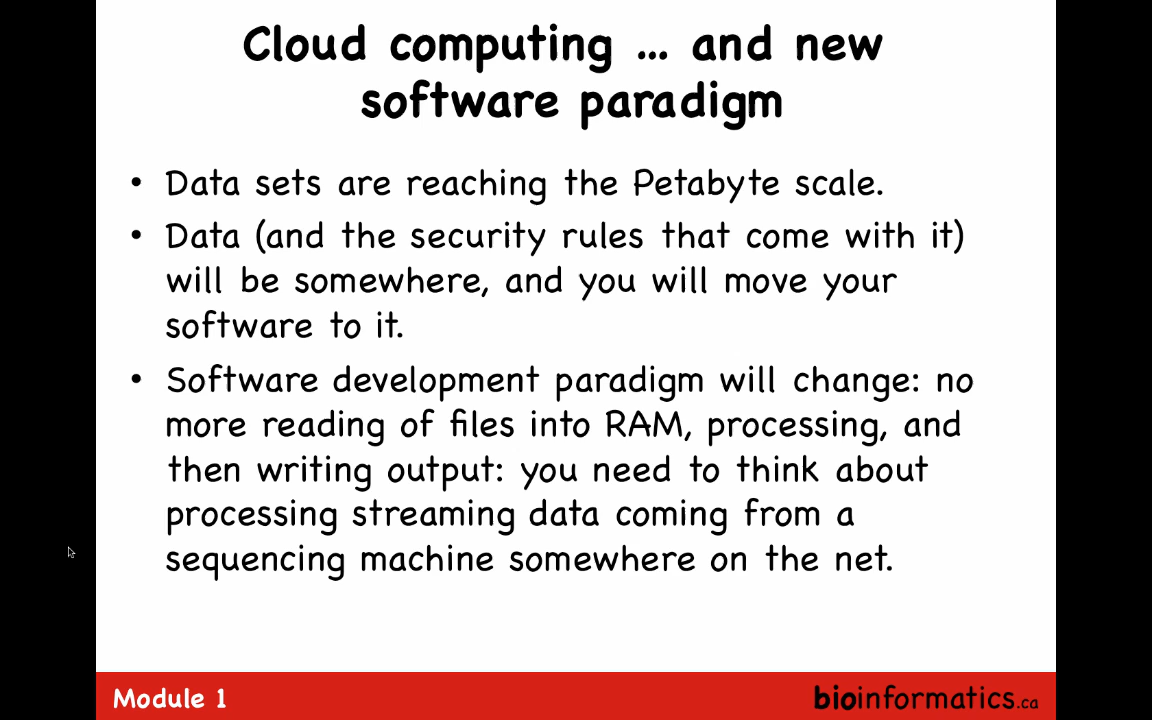 Cloud computing ... and new
software paradigm
• Data sets are reaching the Petabyte scale.
• Data (and the security rules that come with it)
will be somewhere, and you will move your
software to it.
• Software development paradigm will change: no
more reading of files into RAM, processing, and
then writing output: you need to think about
processing streaming data coming from a
sequencing machine somewhere on the net.
Module 1
bioinformatics.ca